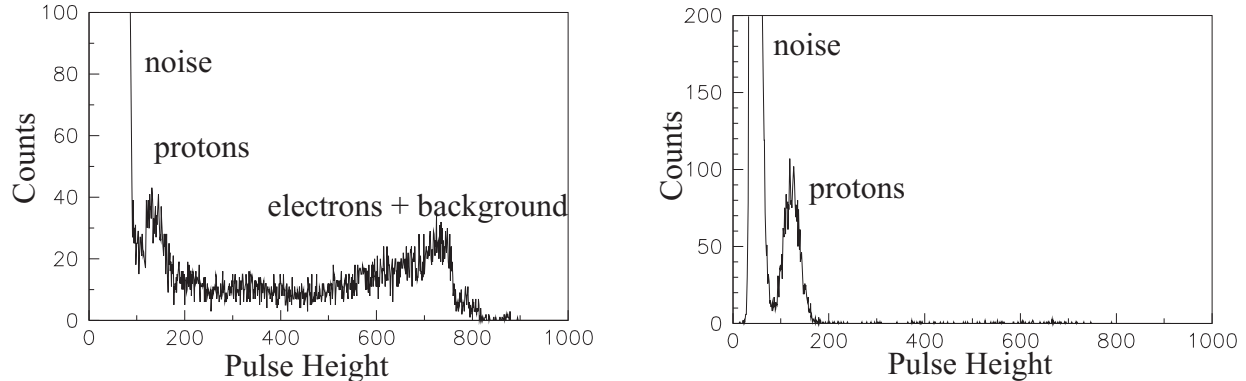 100
80
60
40
20
0
Counts
noise
protons
electrons + background
0 200 400 600 800 1000
Pulse Height
200
150
100
50
0
Counts
noise
protons
0 200 400 600 800 1000
Pulse Height